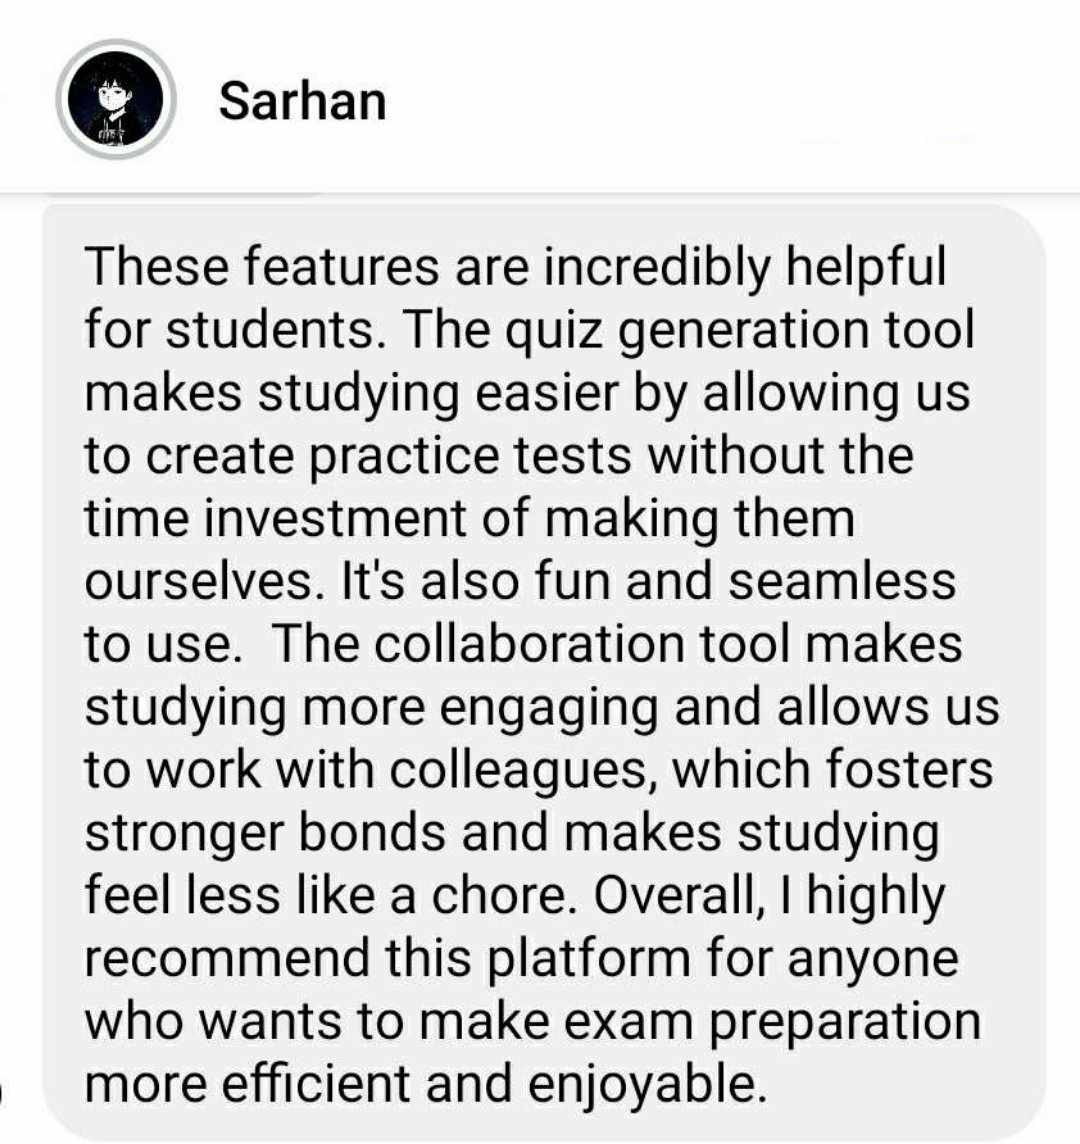 Sarhan
These features are incredibly helpful
for students. The quiz generation tool
makes studying easier by allowing us
to create practice tests without the
time investment of making them
ourselves. It's also fun and seamless
to use.  The collaboration tool makes
studying more engaging and allows us
to work with colleagues, which fosters
stronger bonds and makes studying
feel less like a chore. Overall, I highly
recommend this platform for anyone
who wants to make exam preparation
more efficient and enjoyable.